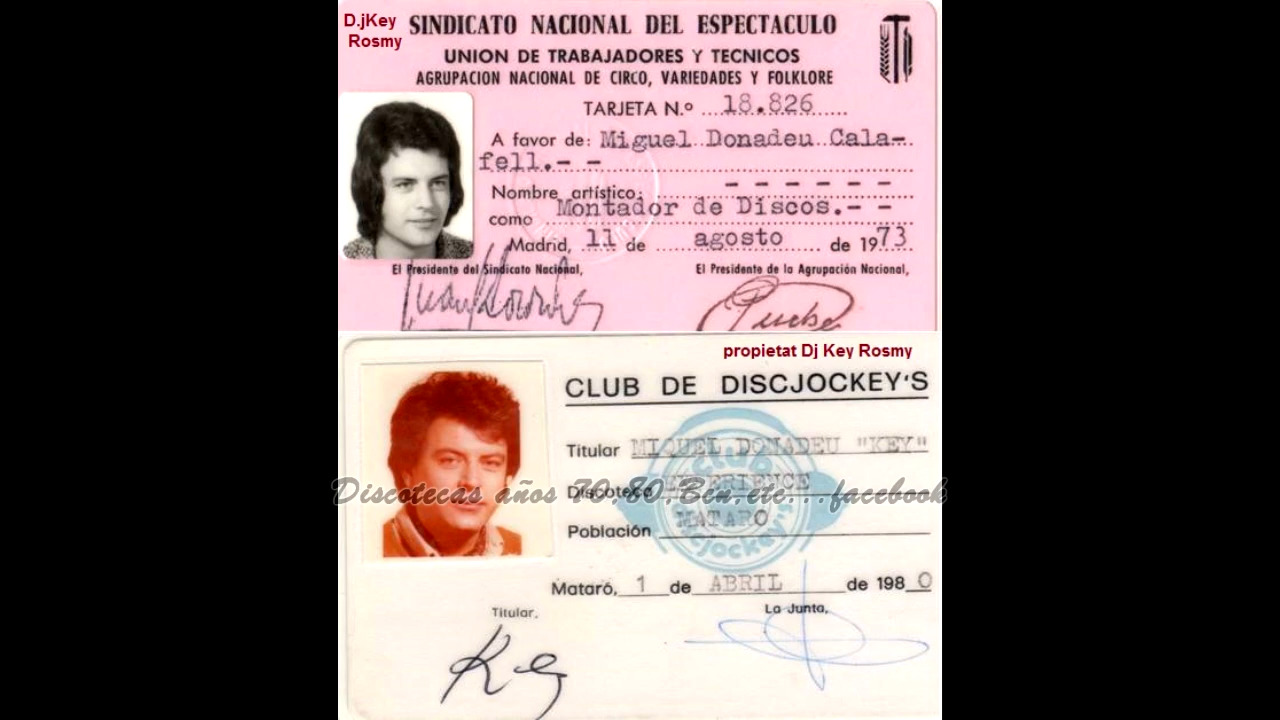 D.jKey
Rosmy
SINDICATO NACIONAL DEL ESPECTACULO
UNION DE TRABAJADORES Y TECNICOS
AGRUPACION NACIONAL DE CIRCO, VARIEDADES Y FOLKLORE
TARJETA N.º 18.826
A favor de: Miguel Donadeu Cala-
fell.- -
Nombre artístico: - - - - - -
como Montador de Discos.- -
Madrid, 11 de agosto de 1973
El Presidente del Sindicato Nacional, El Presidente de la Agrupación Nacional,
propietat Dj Key Rosmy
CLUB DE DISCJOCKEY'S
Titular MIQUEL DONADEU "KEY"
Discoteca
Discotecas años 70,80,Bcn,etc...facebook
Población MATARO
Mataró, 1 de ABRIL de 1980
Titular, La Junta,
Key